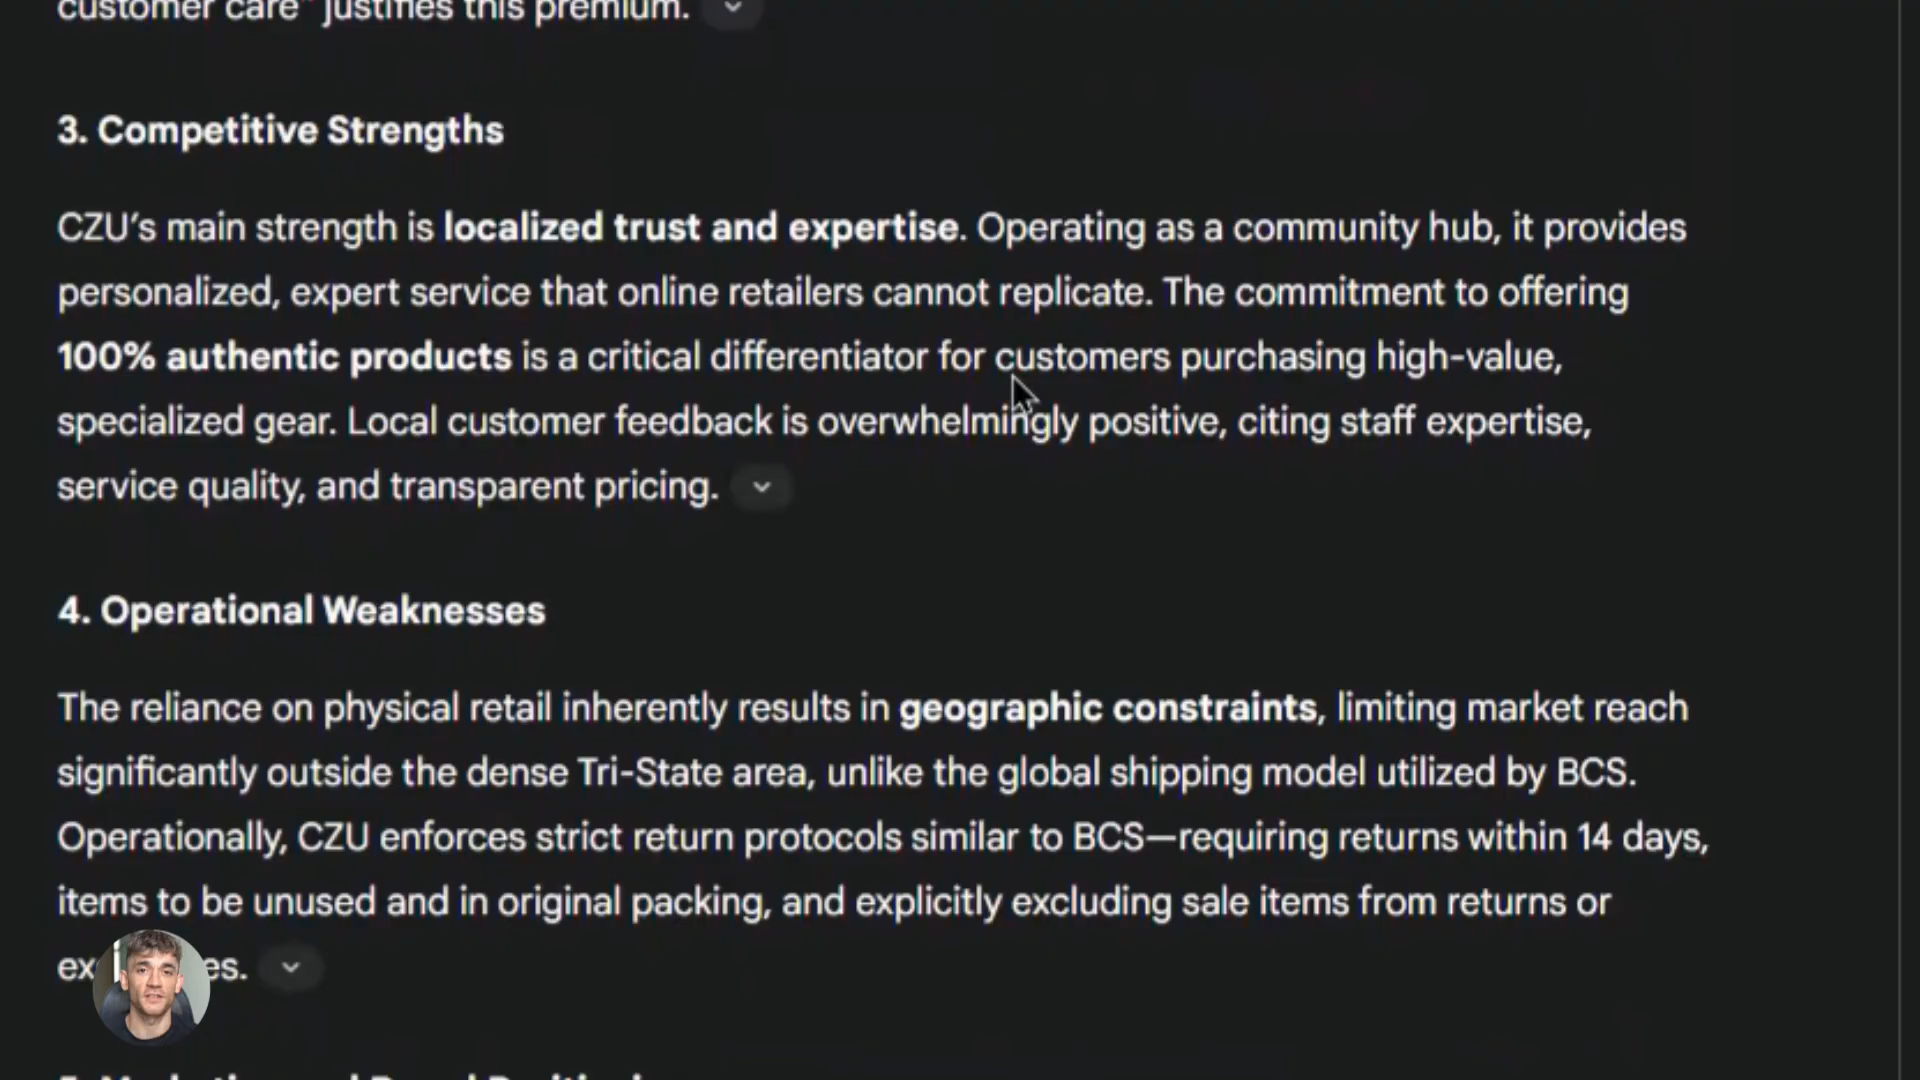 customer care" justifies this premium.
3. Competitive Strengths
CZU's main strength is localized trust and expertise. Operating as a community hub, it provides
personalized, expert service that online retailers cannot replicate. The commitment to offering
100% authentic products is a critical differentiator for customers purchasing high-value,
specialized gear. Local customer feedback is overwhelmingly positive, citing staff expertise,
service quality, and transparent pricing.
4. Operational Weaknesses
The reliance on physical retail inherently results in geographic constraints, limiting market reach
significantly outside the dense Tri-State area, unlike the global shipping model utilized by BCS.
Operationally, CZU enforces strict return protocols similar to BCS—requiring returns within 14 days,
items to be unused and in original packing, and explicitly excluding sale items from returns or